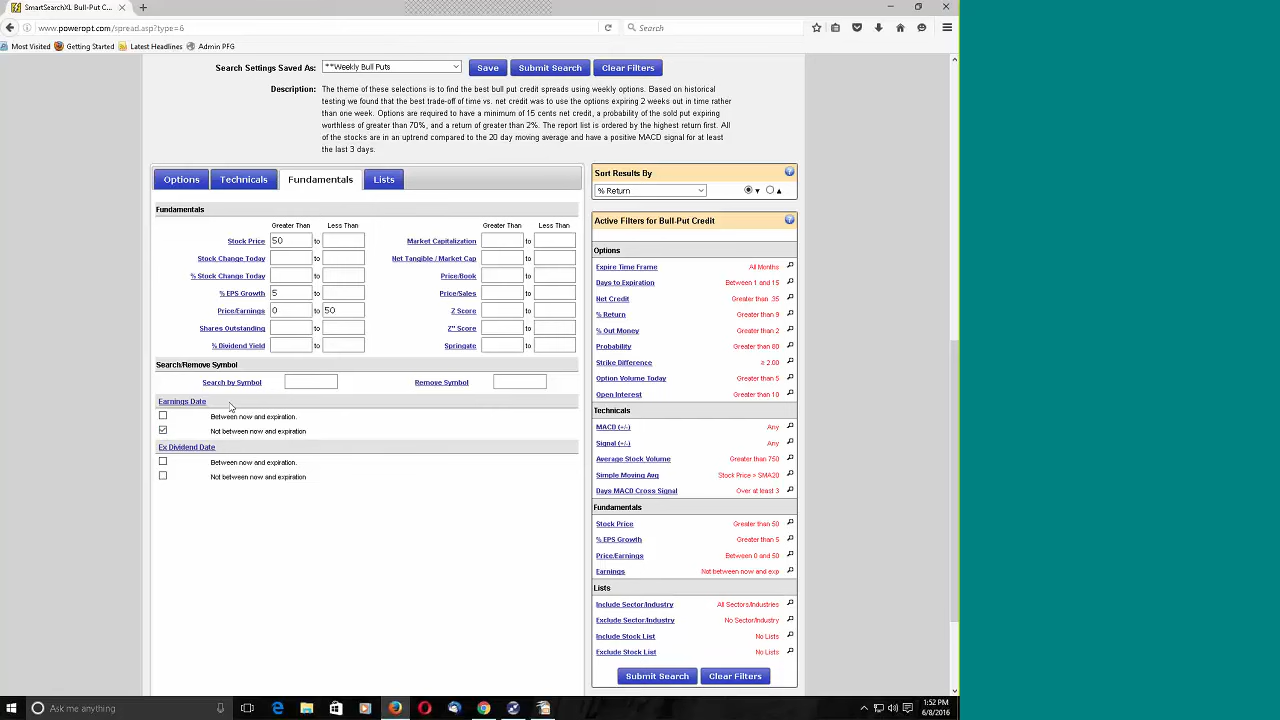 SmartSearchXL Bull-Put C...
www.poweropt.com/spread.asp?type=6
Search
Most Visited Getting Started Latest Headlines Admin PFG
Search Settings Saved As: **Weekly Bull Puts Save Submit Search Clear Filters
Description: The theme of these selections is to find the best bull put credit spreads using weekly options. Based on historical
testing we found that the best trade-off of time vs. net credit was to use the options expiring 2 weeks out in time rather
than one week. Options are required to have a minimum of 15 cents net credit, a probability of the sold put expiring
worthless of greater than 70%, and a return of greater than 2%. The report list is ordered by the highest return first. All
of the stocks are in an uptrend compared to the 20 day moving average and have a positive MACD signal for at least
the last 3 days.
Options Technicals Fundamentals Lists
Fundamentals
Greater Than Less Than Greater Than Less Than
Stock Price 50 to Market Capitalization to
Stock Change Today to Net Tangible / Market Cap to
% Stock Change Today to Price/Book to
% EPS Growth 5 to Price/Sales to
Price/Earnings 0 to 50 Z Score to
Shares Outstanding to Z" Score to
% Dividend Yield to Springate to
Search/Remove Symbol
Search by Symbol Remove Symbol
Earnings Date
Between now and expiration.
Not between now and expiration
Ex Dividend Date
Between now and expiration.
Not between now and expiration
Sort Results By
% Return
Active Filters for Bull-Put Credit
Options
Expire Time Frame All Months
Days to Expiration Between 1 and 15
Net Credit Greater than .35
% Return Greater than 9
% Out Money Greater than 2
Probability Greater than 80
Strike Difference ≥ 2.00
Option Volume Today Greater than 5
Open Interest Greater than 10
Technicals
MACD (+/-) Any
Signal (+/-) Any
Average Stock Volume Greater than 750
Simple Moving Avg Stock Price > SMA20
Days MACD Cross Signal Over at least 3
Fundamentals
Stock Price Greater than 50
% EPS Growth Greater than 5
Price/Earnings Between 0 and 50
Earnings Not between now and exp
Lists
Include Sector/Industry All Sectors/Industries
Exclude Sector/Industry No Sector/Industry
Include Stock List No Lists
Exclude Stock List No Lists
Submit Search Clear Filters
Ask me anything
1:52 PM
6/8/2016